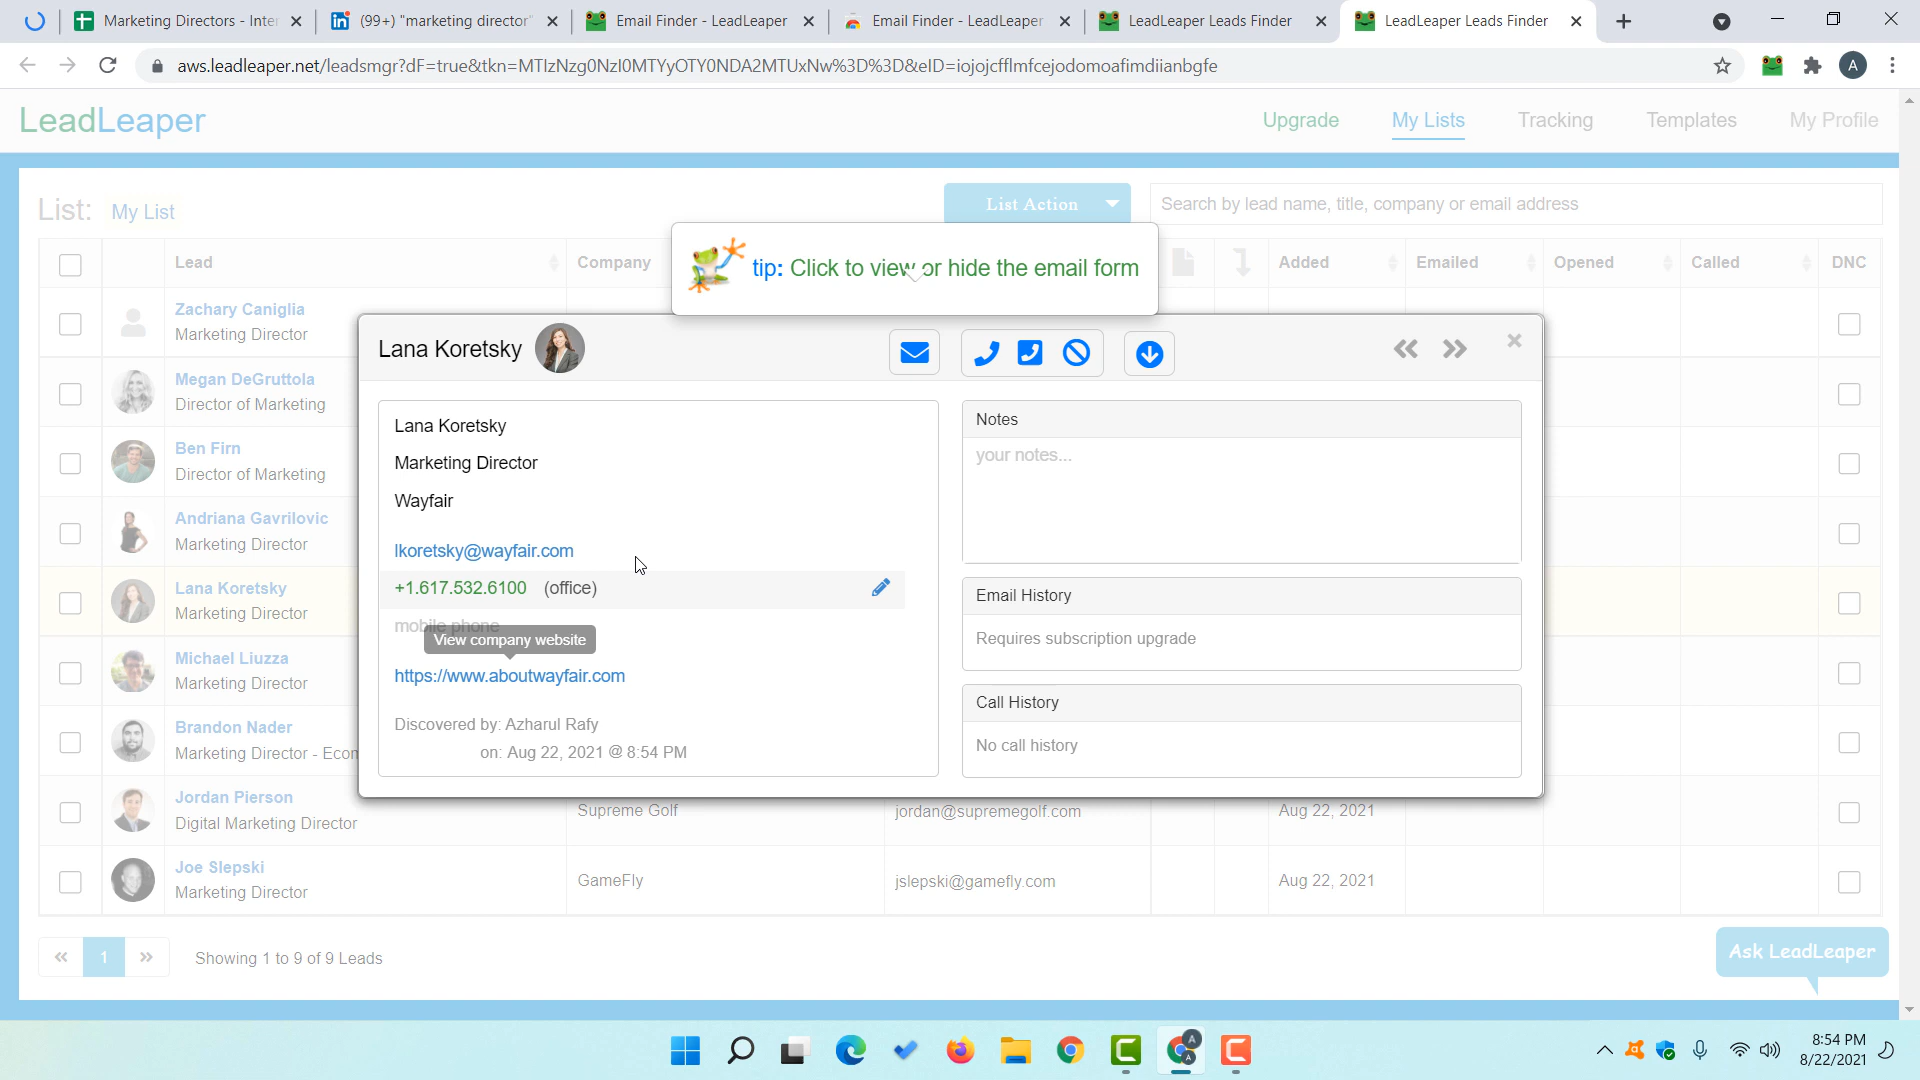 Marketing Directors - Inte
(99+) "marketing director"
Email Finder - LeadLeaper
Email Finder - LeadLeaper
LeadLeaper Leads Finder
LeadLeaper Leads Finder
aws.leadleaper.net/leadsmgr?dF=true&tkn=MTIzNzg0NzI0MTYyOTY0NDA2MTUxNw%3D%3D&eID=iojojcfflmfcejodomoafimdiianbgfe
A
LeadLeaper
Upgrade
My Lists
Tracking
Templates
My Profile
List: My List
List Action
Search by lead name, title, company or email address
tip: Click to view or hide the email form
Lead
Company
Added
Emailed
Opened
Called
DNC
Zachary Caniglia
Marketing Director
Megan DeGruttola
Director of Marketing
Ben Firn
Director of Marketing
Andriana Gavrilovic
Marketing Director
Lana Koretsky
Marketing Director
Michael Liuzza
Marketing Director
Brandon Nader
Marketing Director - Econ
Jordan Pierson
Digital Marketing Director
Supreme Golf
jordan@supremegolf.com
Aug 22, 2021
Joe Slepski
Marketing Director
GameFly
jslepski@gamefly.com
Aug 22, 2021
Lana Koretsky
Lana Koretsky
Marketing Director
Wayfair
lkoretsky@wayfair.com
+1.617.532.6100 (office)
mobile phone
View company website
https://www.aboutwayfair.com
Discovered by: Azharul Rafy
on: Aug 22, 2021 @ 8:54 PM
Notes
your notes...
Email History
Requires subscription upgrade
Call History
No call history
« 1 »
Showing 1 to 9 of 9 Leads
Ask LeadLeaper
8:54 PM
8/22/2021